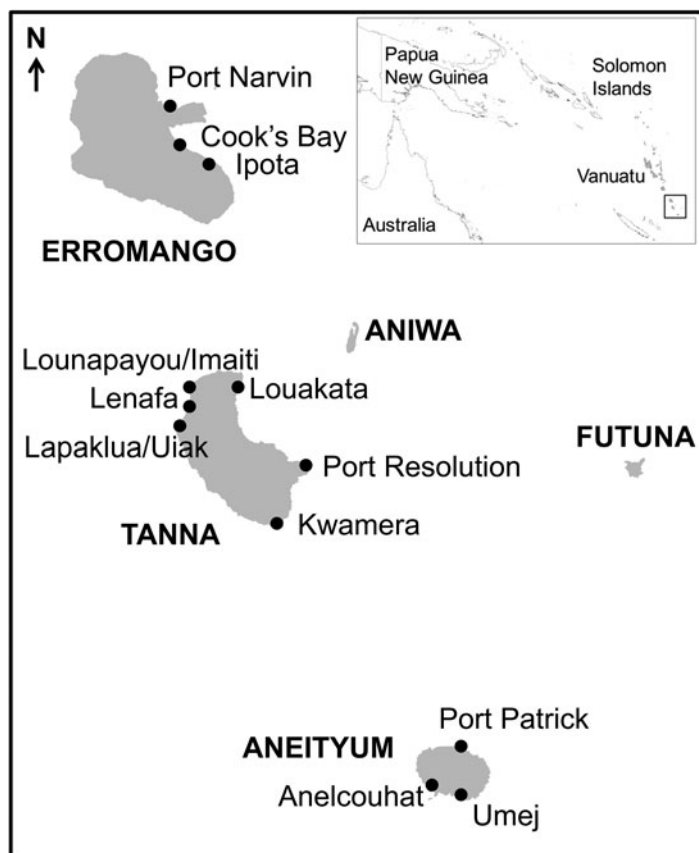 N
Port Narvin
Cook's Bay
Ipota
ERROMANGO
Papua
New Guinea
Solomon
Islands
Vanuatu
Australia
ANIWA
Lounapayou/Imaiti
Lenafa
Louakata
Lapaklua/Uiak
FUTUNA
Port Resolution
TANNA
Kwamera
Port Patrick
ANEITYUM
Anelcouhat
Umej